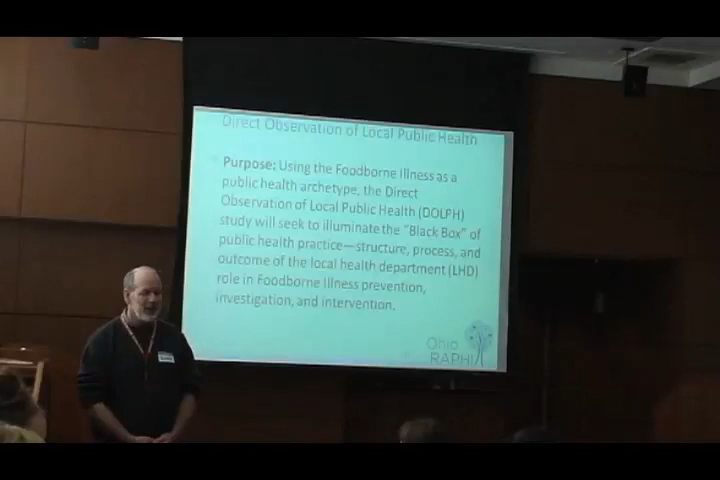 Direct Observation of Local Public Health
Purpose: Using the Foodborne Illness as a
public health archetype, the Direct
Observation of Local Public Health (DOLPH)
study will seek to illuminate the "Black Box" of
public health practice—structure, process, and
outcome of the local health department (LHD)
role in Foodborne Illness prevention,
investigation, and intervention.
Ohio
RAPHI